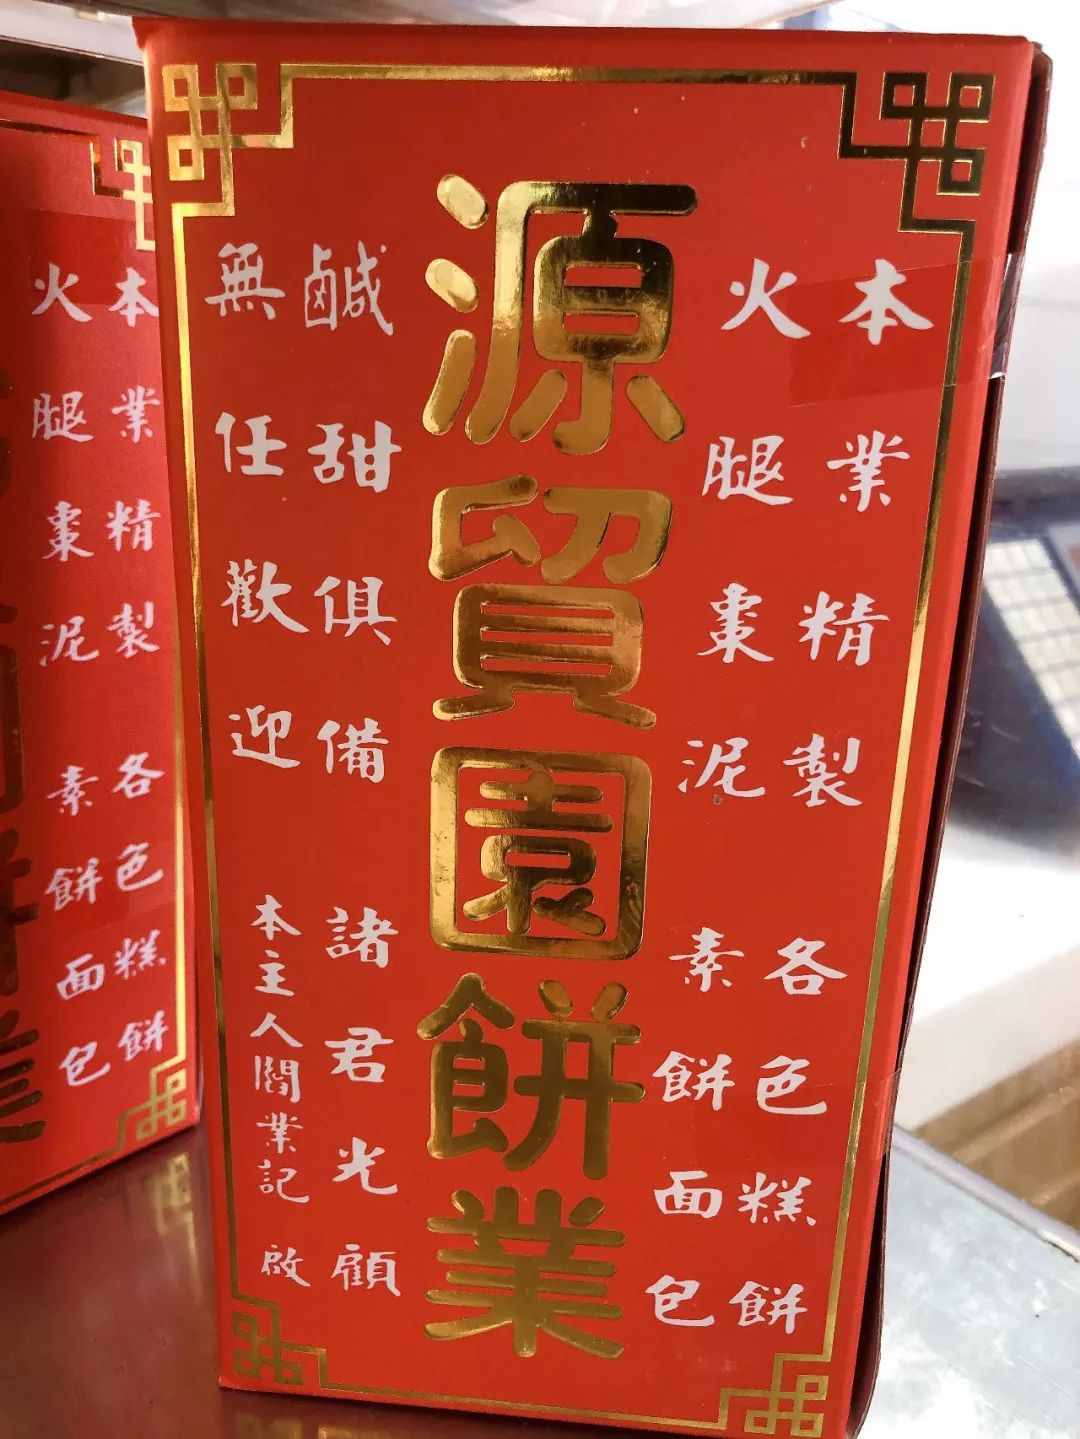 本業精製 各色糕餅
火腿棗泥 素餅面包
源貿園餅業
鹹甜俱備 諸君光顧
無任歡迎 本主人閻業記 啟
本業精製 各色糕餅
火腿棗泥 素餅面包